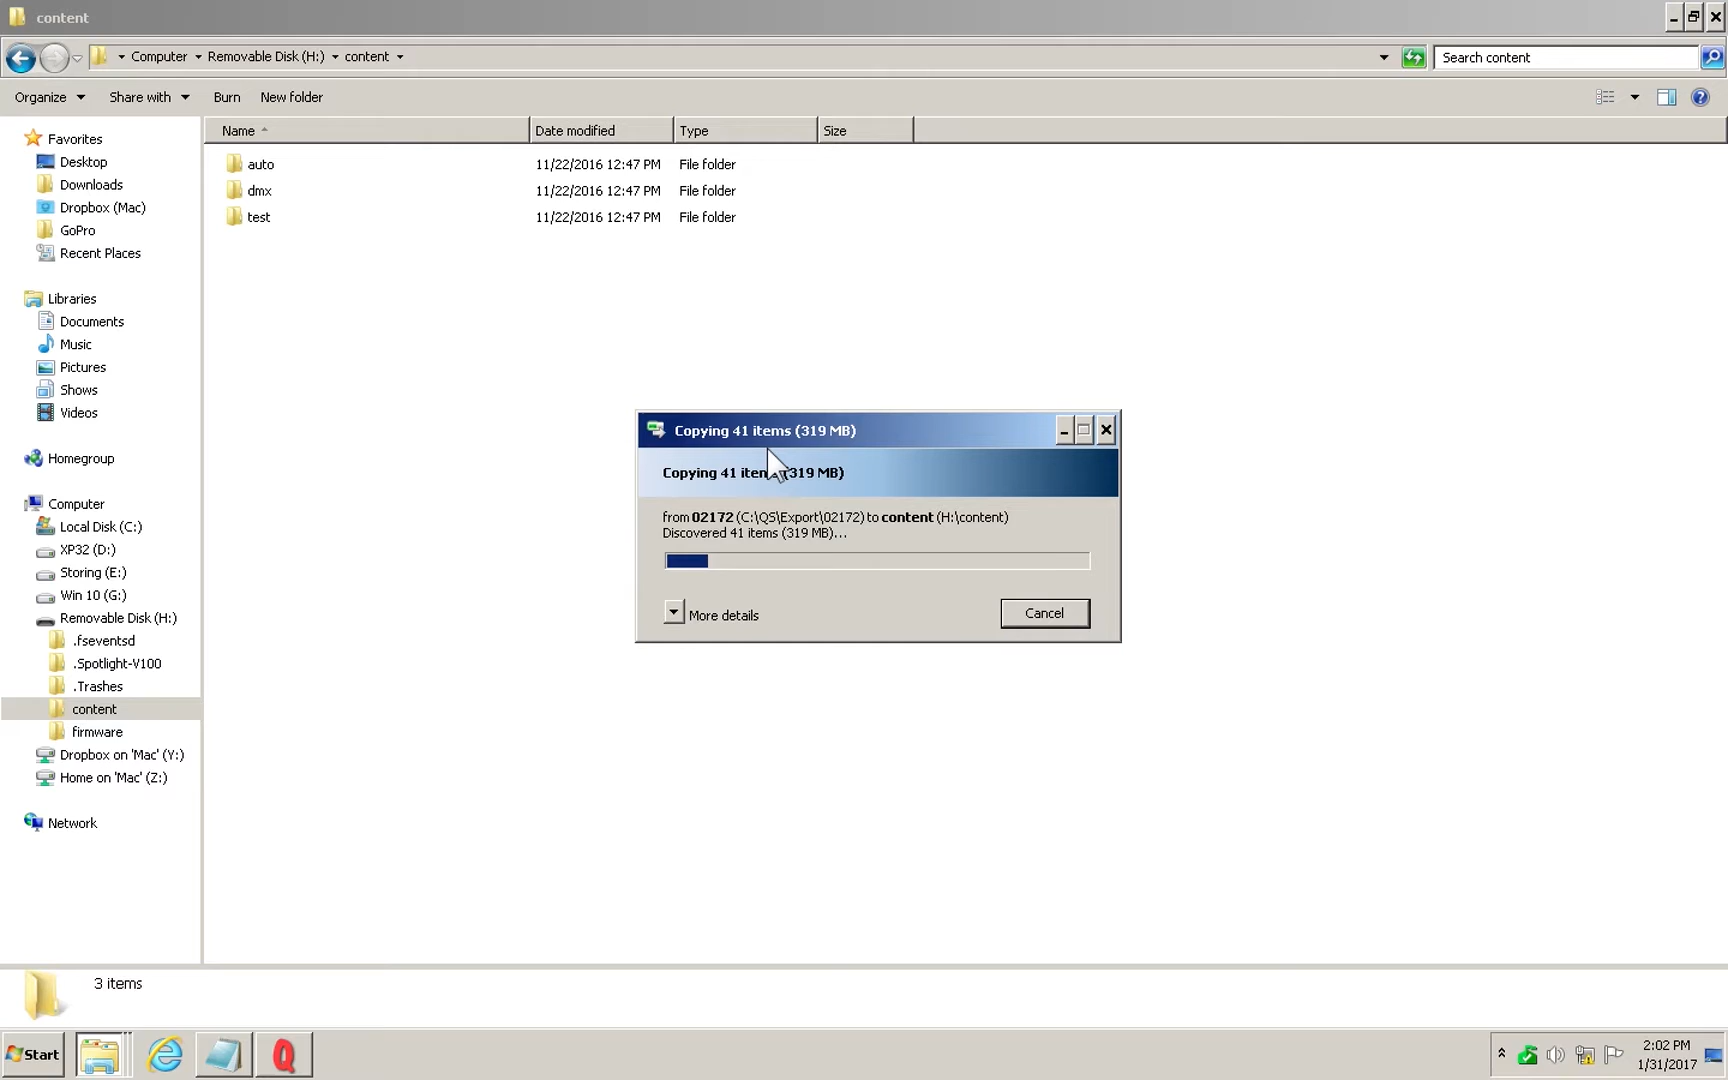 content
Computer Removable Disk (H:) content
Search content
Organize Share with Burn New folder
Name Date modified Type Size
auto 11/22/2016 12:47 PM File folder
dmx 11/22/2016 12:47 PM File folder
test 11/22/2016 12:47 PM File folder
Favorites
Desktop
Downloads
Dropbox (Mac)
GoPro
Recent Places
Libraries
Documents
Music
Pictures
Shows
Videos
Homegroup
Computer
Local Disk (C:)
XP32 (D:)
Storing (E:)
Win 10 (G:)
Removable Disk (H:)
.fseventsd
.Spotlight-V100
.Trashes
content
firmware
Dropbox on 'Mac' (Y:)
Home on 'Mac' (Z:)
Network
Copying 41 items (319 MB)
Copying 41 items (319 MB)
from 02172 (C:\QS\Export\02172) to content (H:\content)
Discovered 41 items (319 MB)...
More details
Cancel
3 items
Start
2:02 PM
1/31/2017